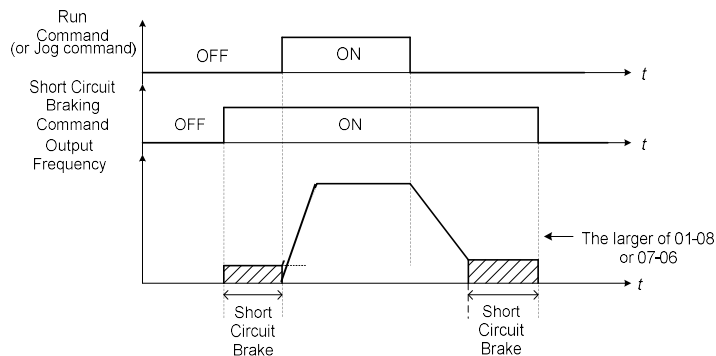 Run
Command
(or Jog command)
OFF
ON
t
Short Circuit
Braking
Command
OFF
ON
t
Output
Frequency
The larger of 01-08
or 07-06
t
Short
Circuit
Brake
Short
Circuit
Brake